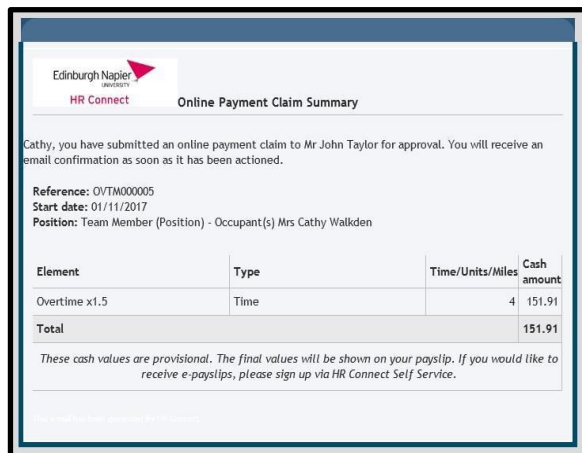 Edinburgh Napier
UNIVERSITY
HR Connect
Online Payment Claim Summary
Cathy, you have submitted an online payment claim to Mr John Taylor for approval. You will receive an
email confirmation as soon as it has been actioned.
Reference: OVTM000005
Start date: 01/11/2017
Position: Team Member (Position) - Occupant(s) Mrs Cathy Walkden
Element Type Time/Units/Miles Cash amount
Overtime x1.5 Time 4 151.91
Total 151.91
These cash values are provisional. The final values will be shown on your payslip. If you would like to
receive e-payslips, please sign up via HR Connect Self Service.